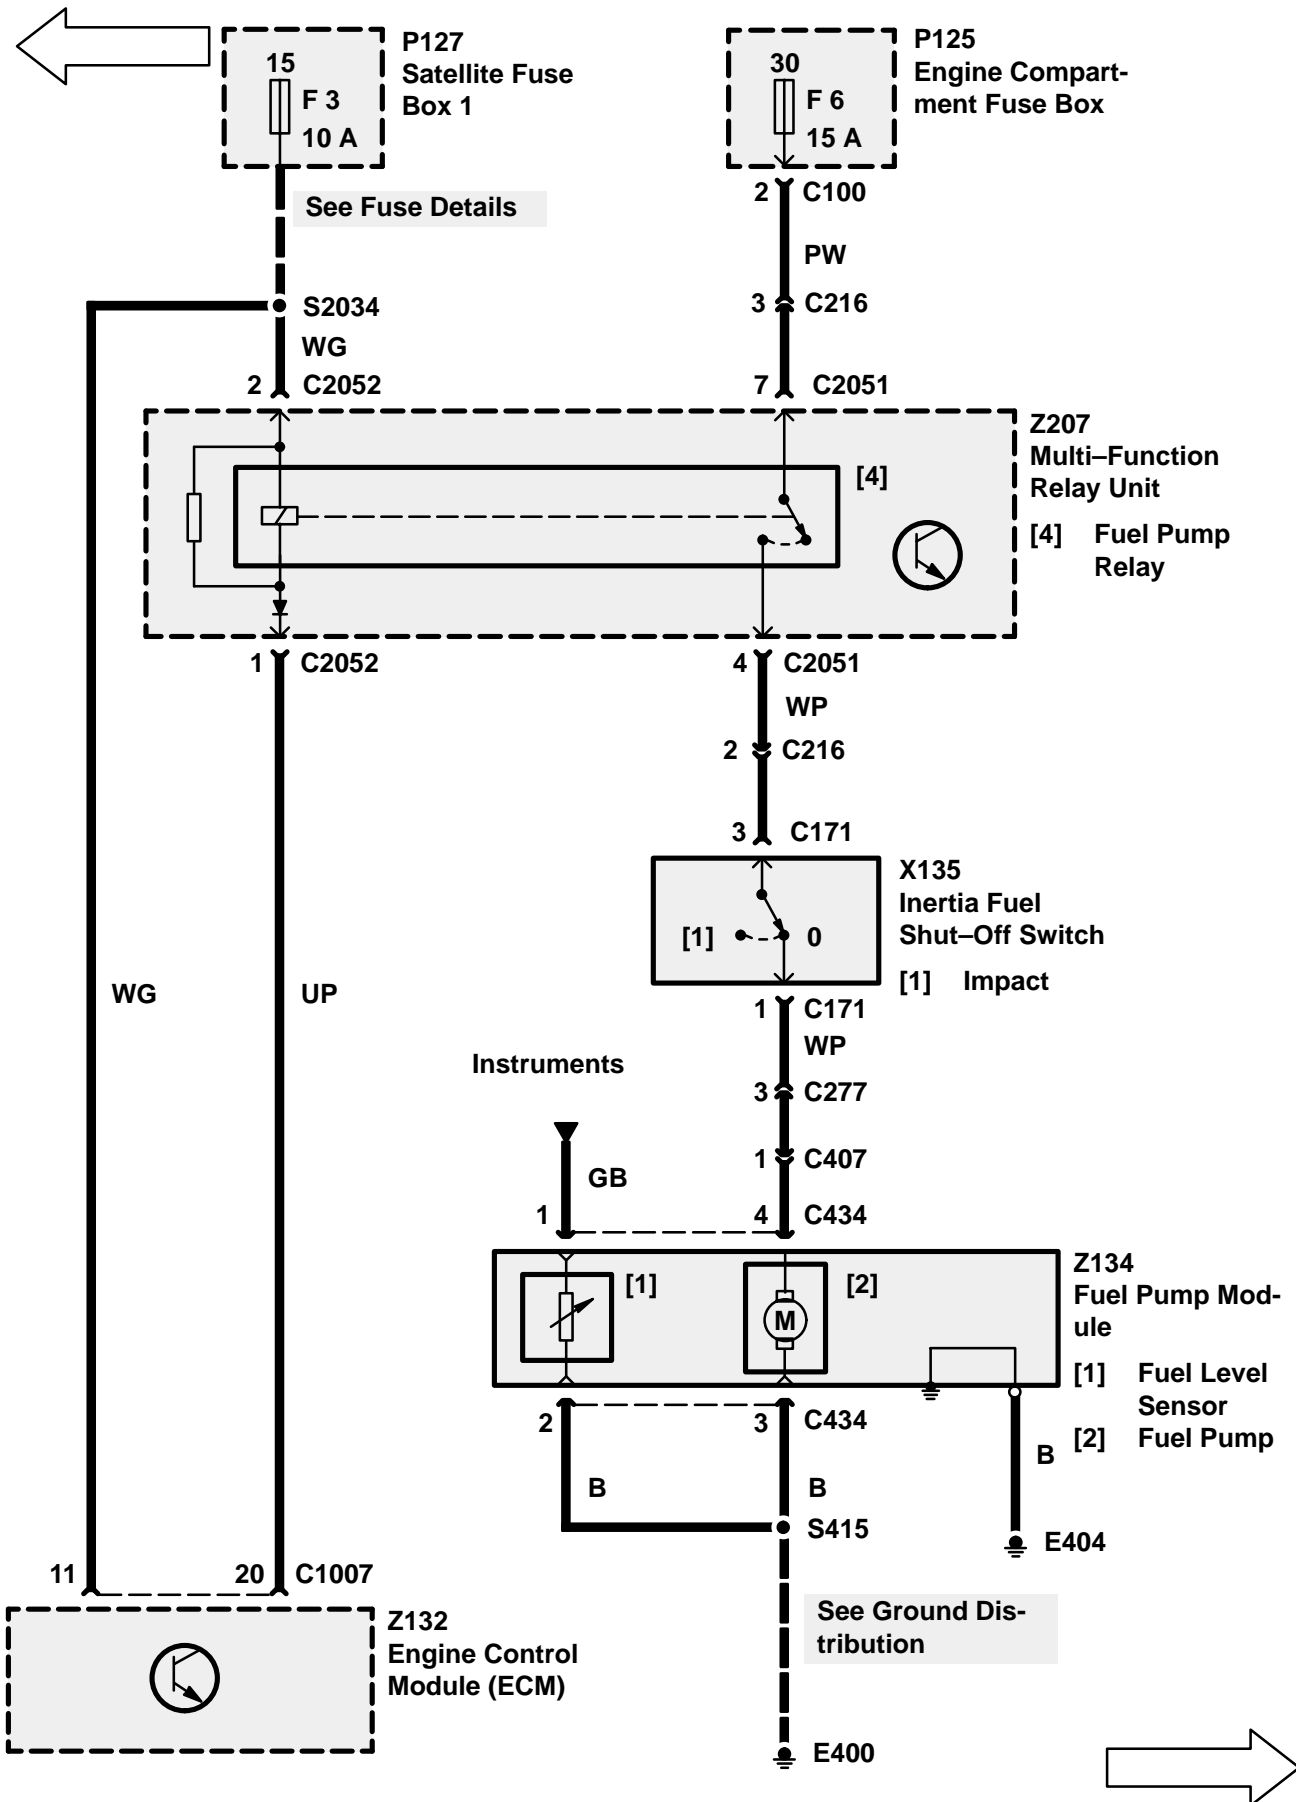 P127
Satellite Fuse
Box 1
15
F 3
10 A
P125
Engine Compart-
ment Fuse Box
30
F 6
15 A
See Fuse Details
2 C100
PW
S2034
3 C216
WG
2 C2052
7 C2051
Z207
Multi–Function
Relay Unit
[4] Fuel Pump
Relay
[4]
1 C2052
4 C2051
WP
2 C216
3 C171
X135
Inertia Fuel
Shut–Off Switch
[1] Impact
[1] 0
WG
UP
1 C171
WP
Instruments
3 C277
1 C407
GB
1
4 C434
Z134
Fuel Pump Mod-
ule
[1] Fuel Level
Sensor
[2] Fuel Pump
[1]
[2]
M
2
3 C434
B
B
B
S415
E404
11
20 C1007
Z132
Engine Control
Module (ECM)
See Ground Dis-
tribution
E400